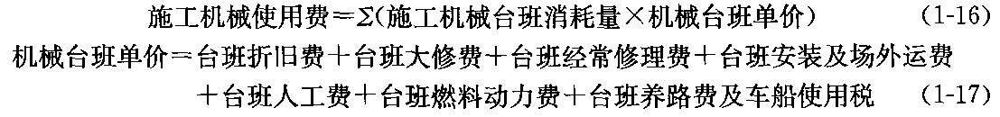 施工机械使用费＝Σ(施工机械台班消耗量×机械台班单价) (1-16)
机械台班单价＝台班折旧费＋台班大修费＋台班经常修理费＋台班安装及场外运费
＋台班人工费＋台班燃料动力费＋台班养路费及车船使用税 (1-17)